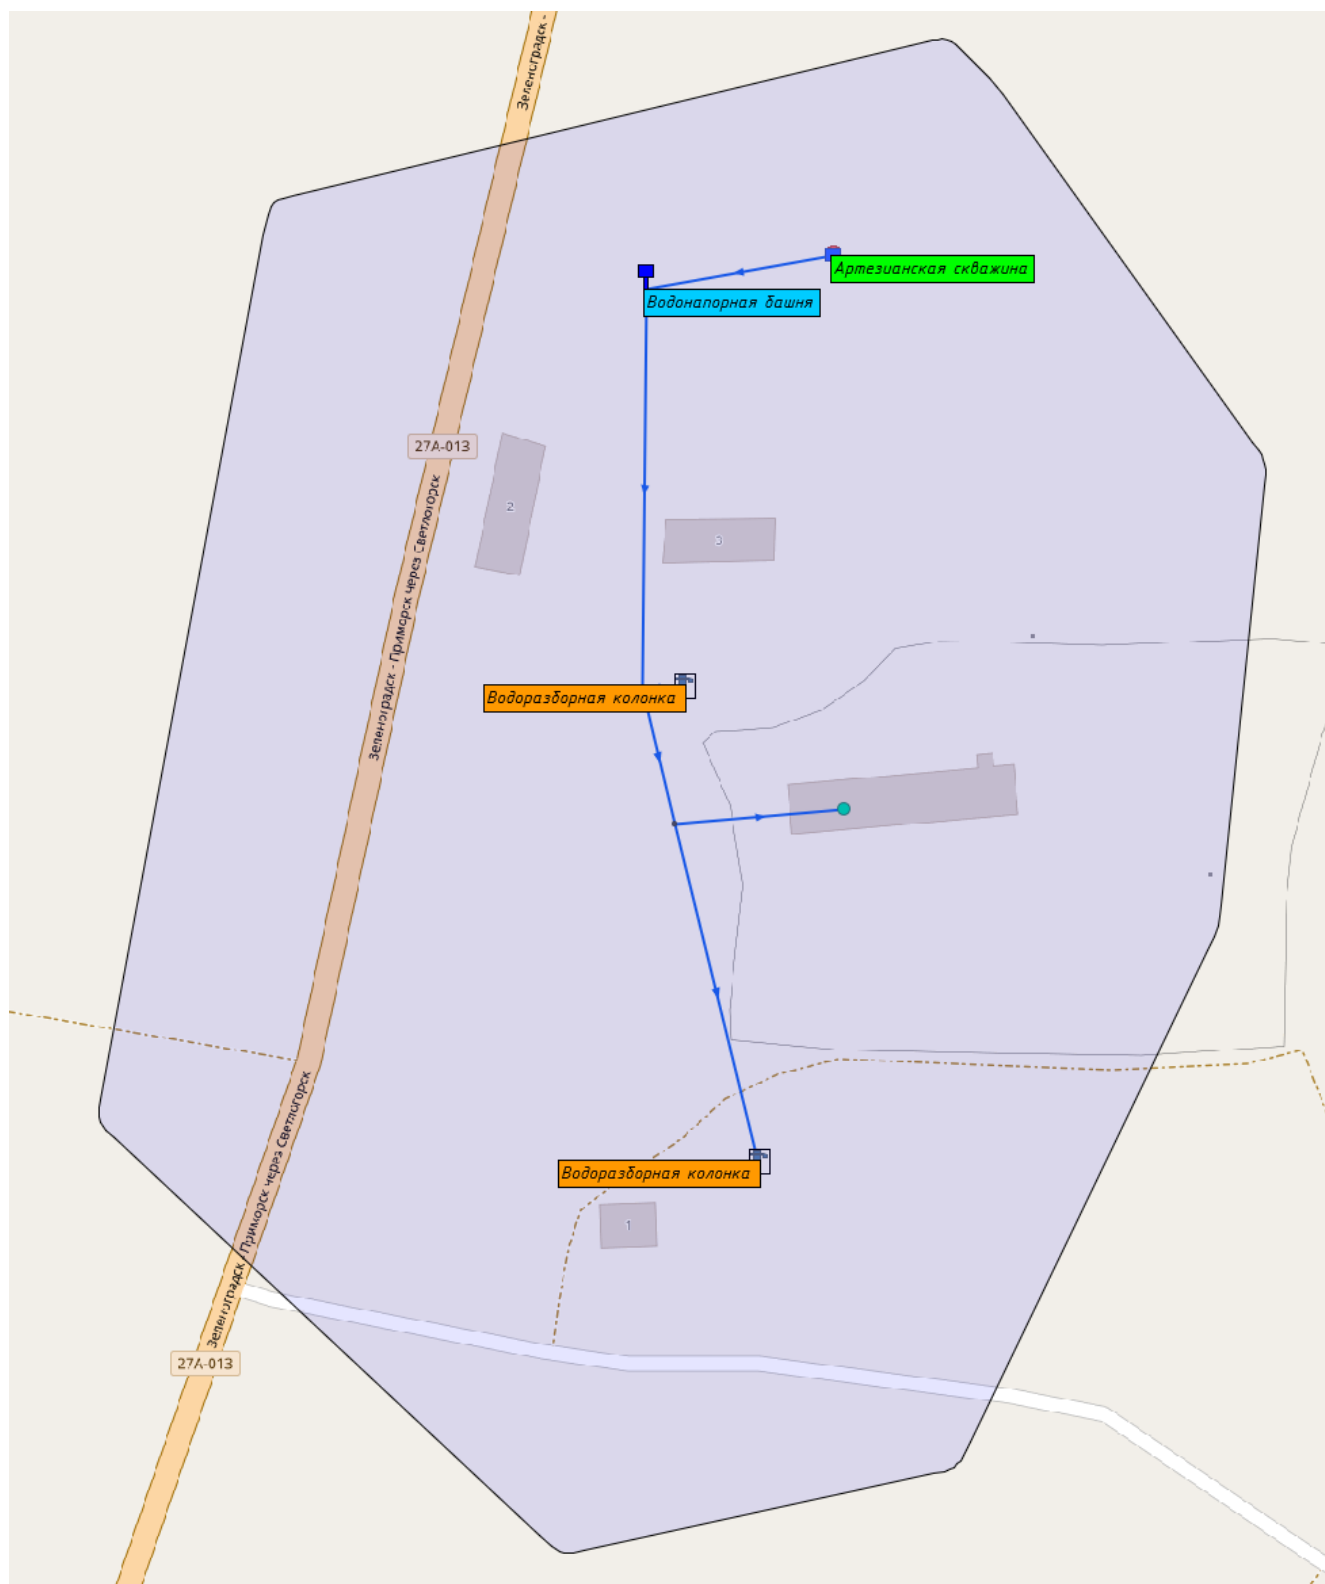 Зеленоградск -
Артезианская скважина
Водонапорная башня
27А-013
2
3
Зеленоградск - Приморск через Светлогорск
Водоразборная колонка
Водоразборная колонка
1
Зеленоградск - Приморск через Светлогорск
27А-013